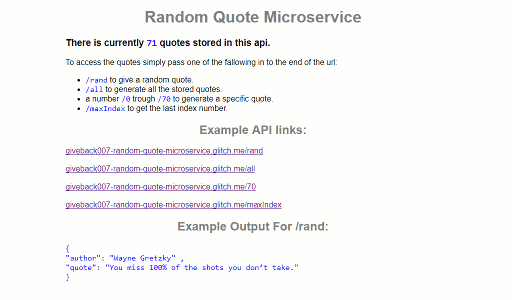 Random Quote Microservice
There is currently 71 quotes stored in this api.
To access the quotes simply pass one of the fallowing in to the end of the url:
/rand to give a random quote.
/all to generate all the stored quotes.
a number /0 trough /70 to generate a specific quote.
/maxIndex to get the last index number.
Example API links:
giveback007-random-quote-microservice.glitch.me/rand
giveback007-random-quote-microservice.glitch.me/all
giveback007-random-quote-microservice.glitch.me/70
giveback007-random-quote-microservice.glitch.me/maxIndex
Example Output For /rand:
{
"author": "Wayne Gretzky" ,
"quote": "You miss 100% of the shots you don’t take."
}